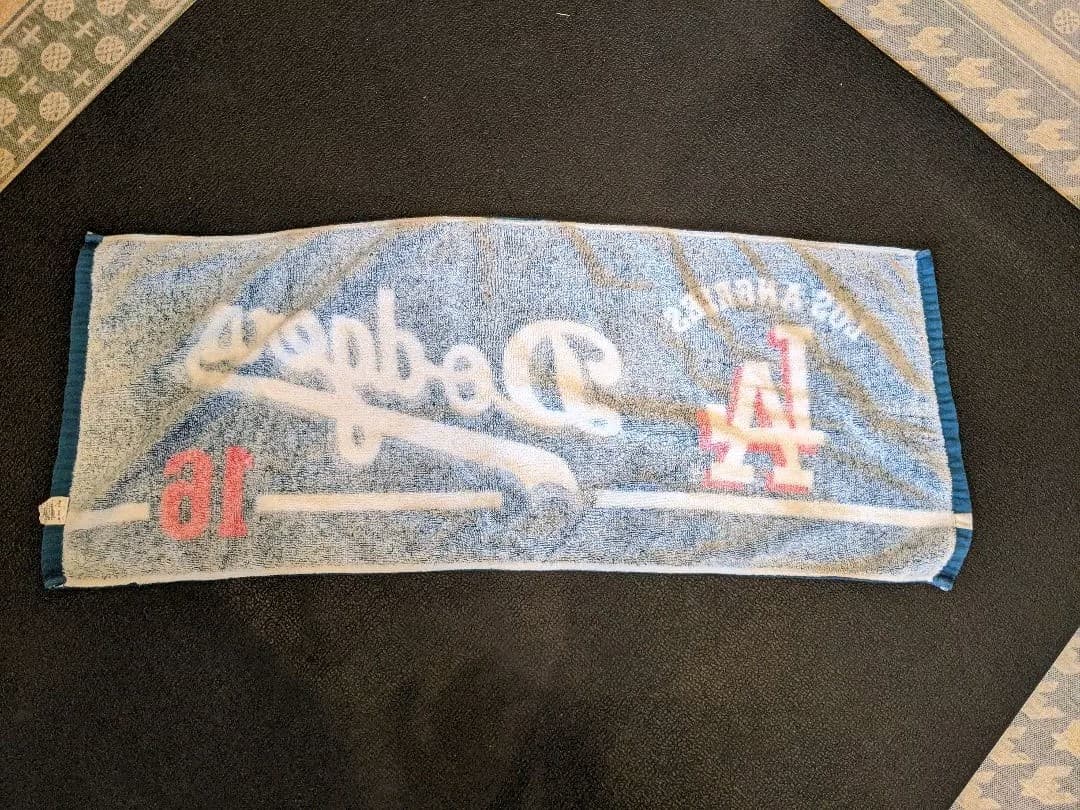 LOS ANGELES
LA
Dodgers
16